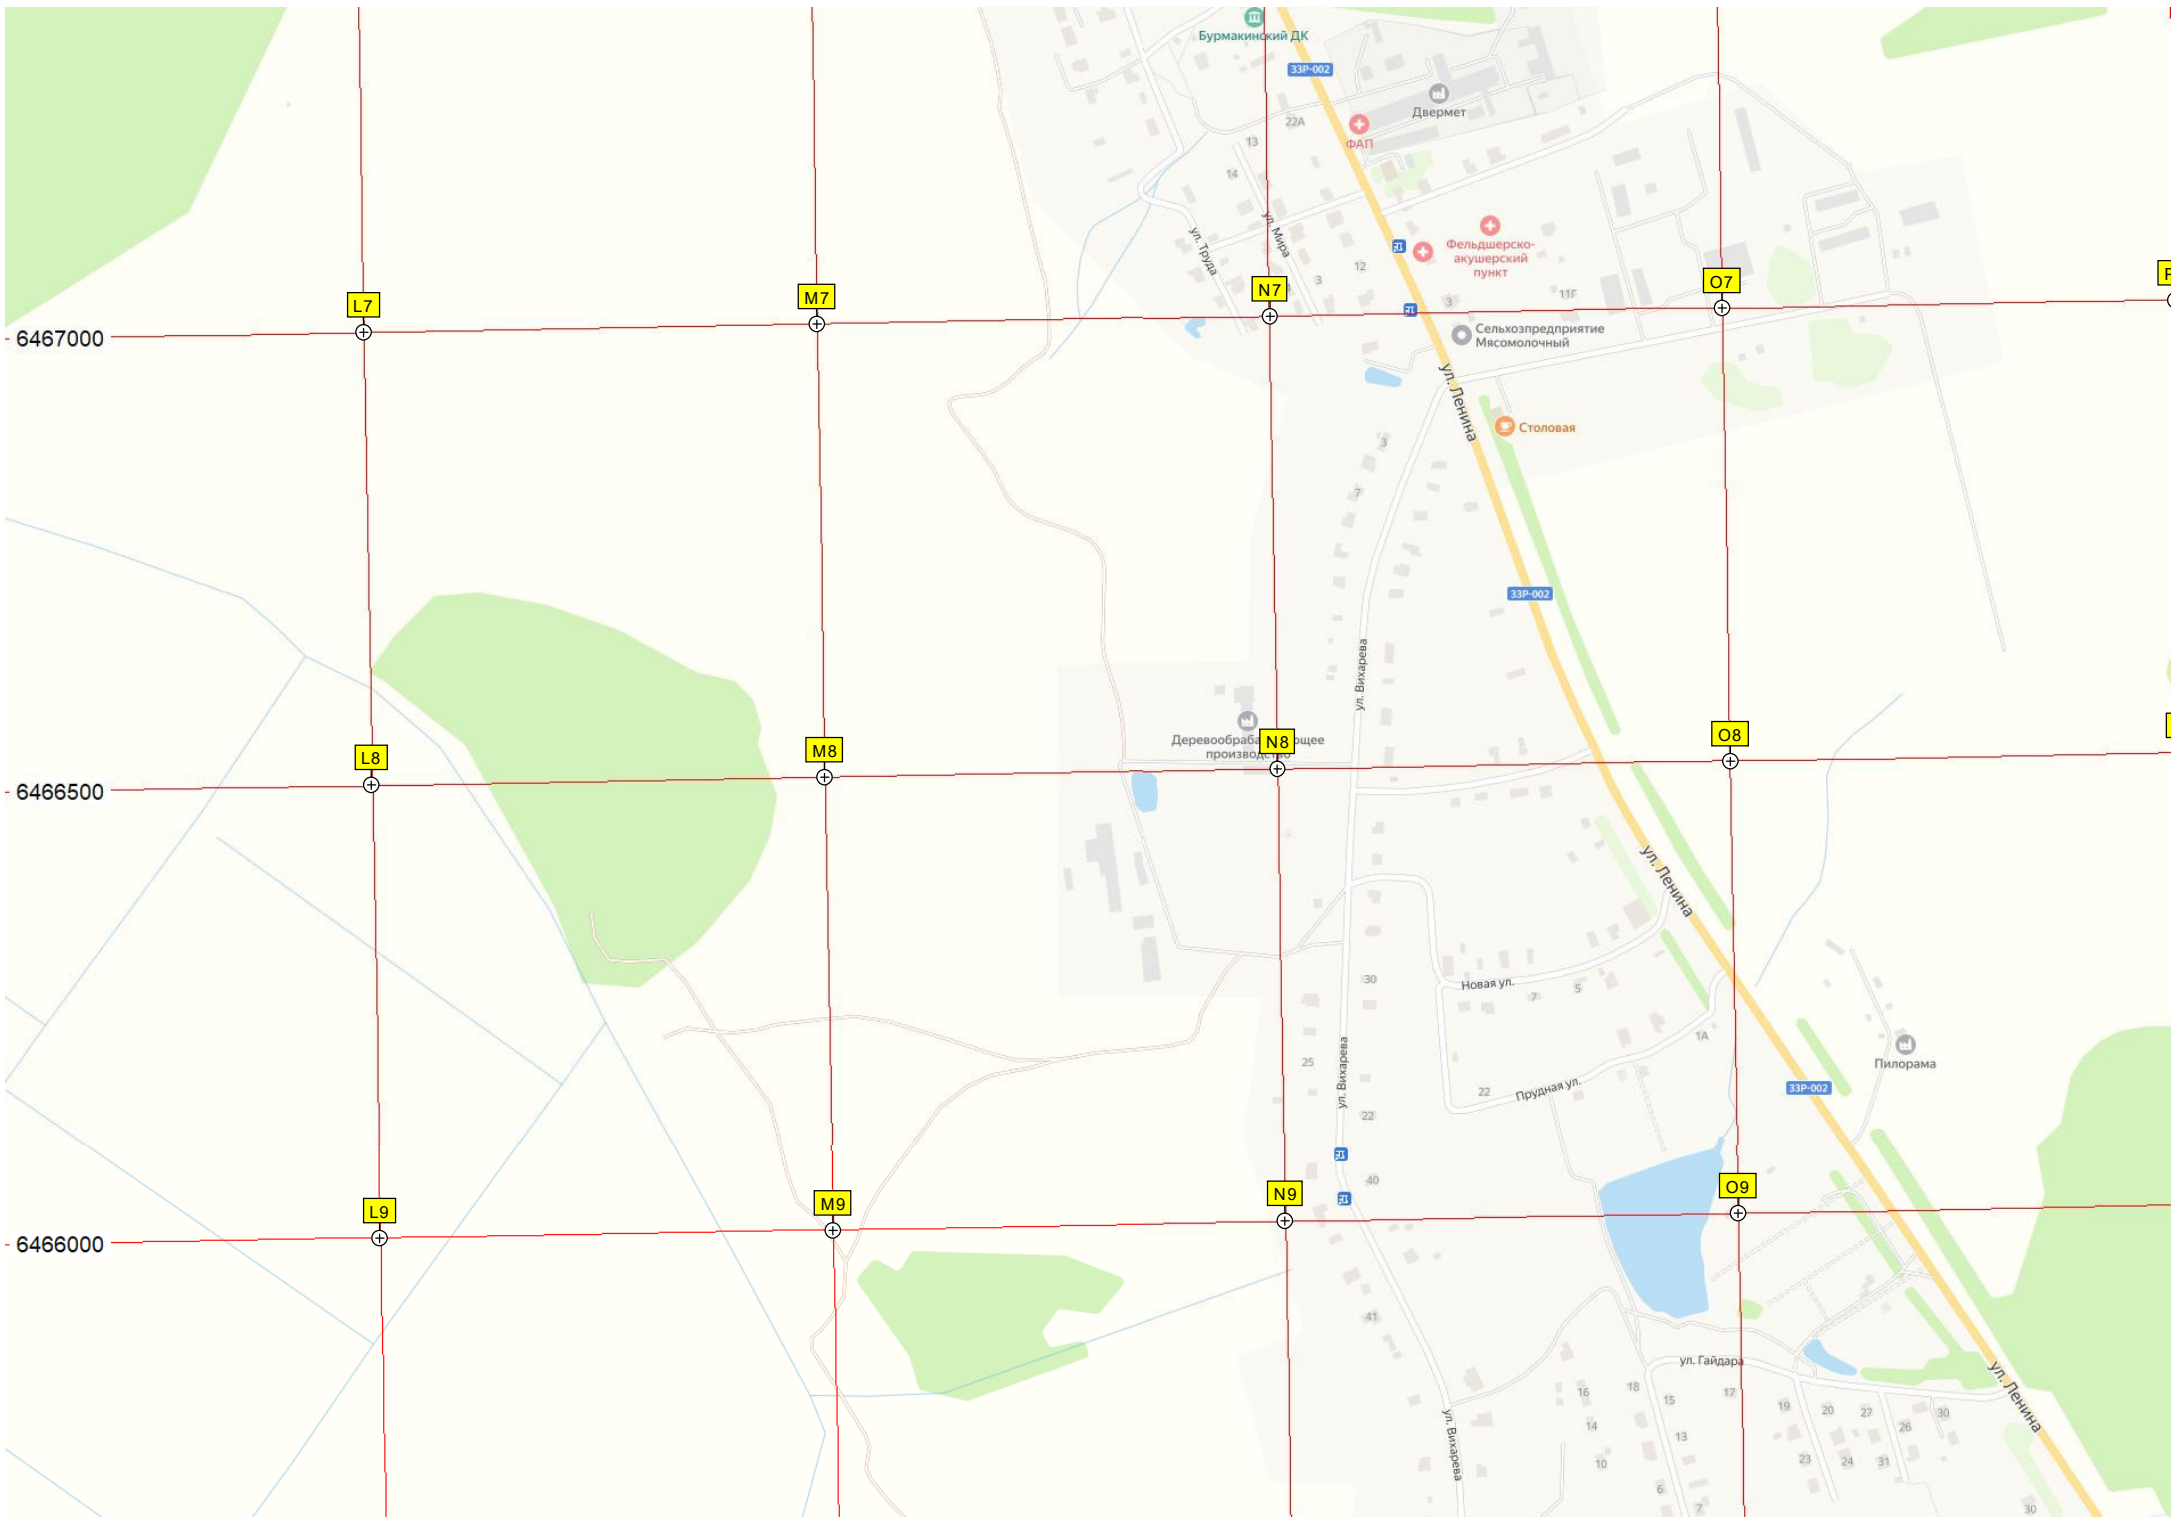 Бурмакинский ДК
33Р-002
Двермет
22А
ФАП
13
14
ул. Мира
ул. Труда
Фельдшерско-
акушерский
пункт
12
3
3
11Г
L7
M7
N7
O7
6467000
Сельхозпредприятие
Мясомолочный
ул. Ленина
Столовая
3
7
33Р-002
ул. Вихарева
Деревообраба ющее
производство
L8
M8
N8
O8
6466500
ул. Ленина
30
Новая ул.
7
5
1А
25
ул. Вихарева
22
Прудная ул.
22
Пилорама
33Р-002
40
L9
M9
N9
O9
6466000
41
ул. Гайдара
16
18
15
17
14
13
10
6
7
19
20
27
30
26
23
24
31
30
ул. Вихарева
ул. Ленина